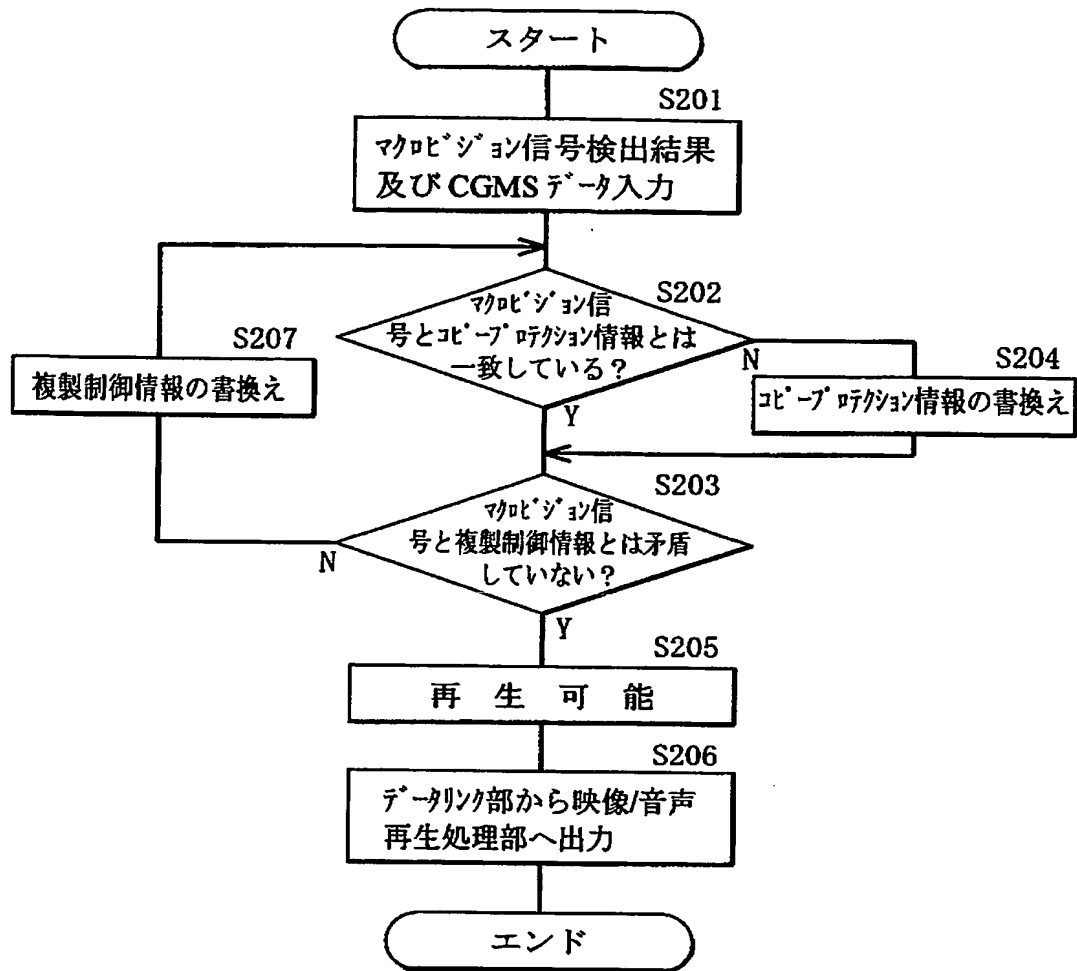 スタート
S201
マクロビジョン信号検出結果
及びCGMSデータ入力
S202
マクロビジョン信
号とコピープロテクション情報とは
一致している？
N
Y
S207
複製制御情報の書換え
S204
コピープロテクション情報の書換え
S203
マクロビジョン信
号と複製制御情報とは矛盾
していない？
N
Y
S205
再生可能
S206
データリンク部から映像/音声
再生処理部へ出力
エンド